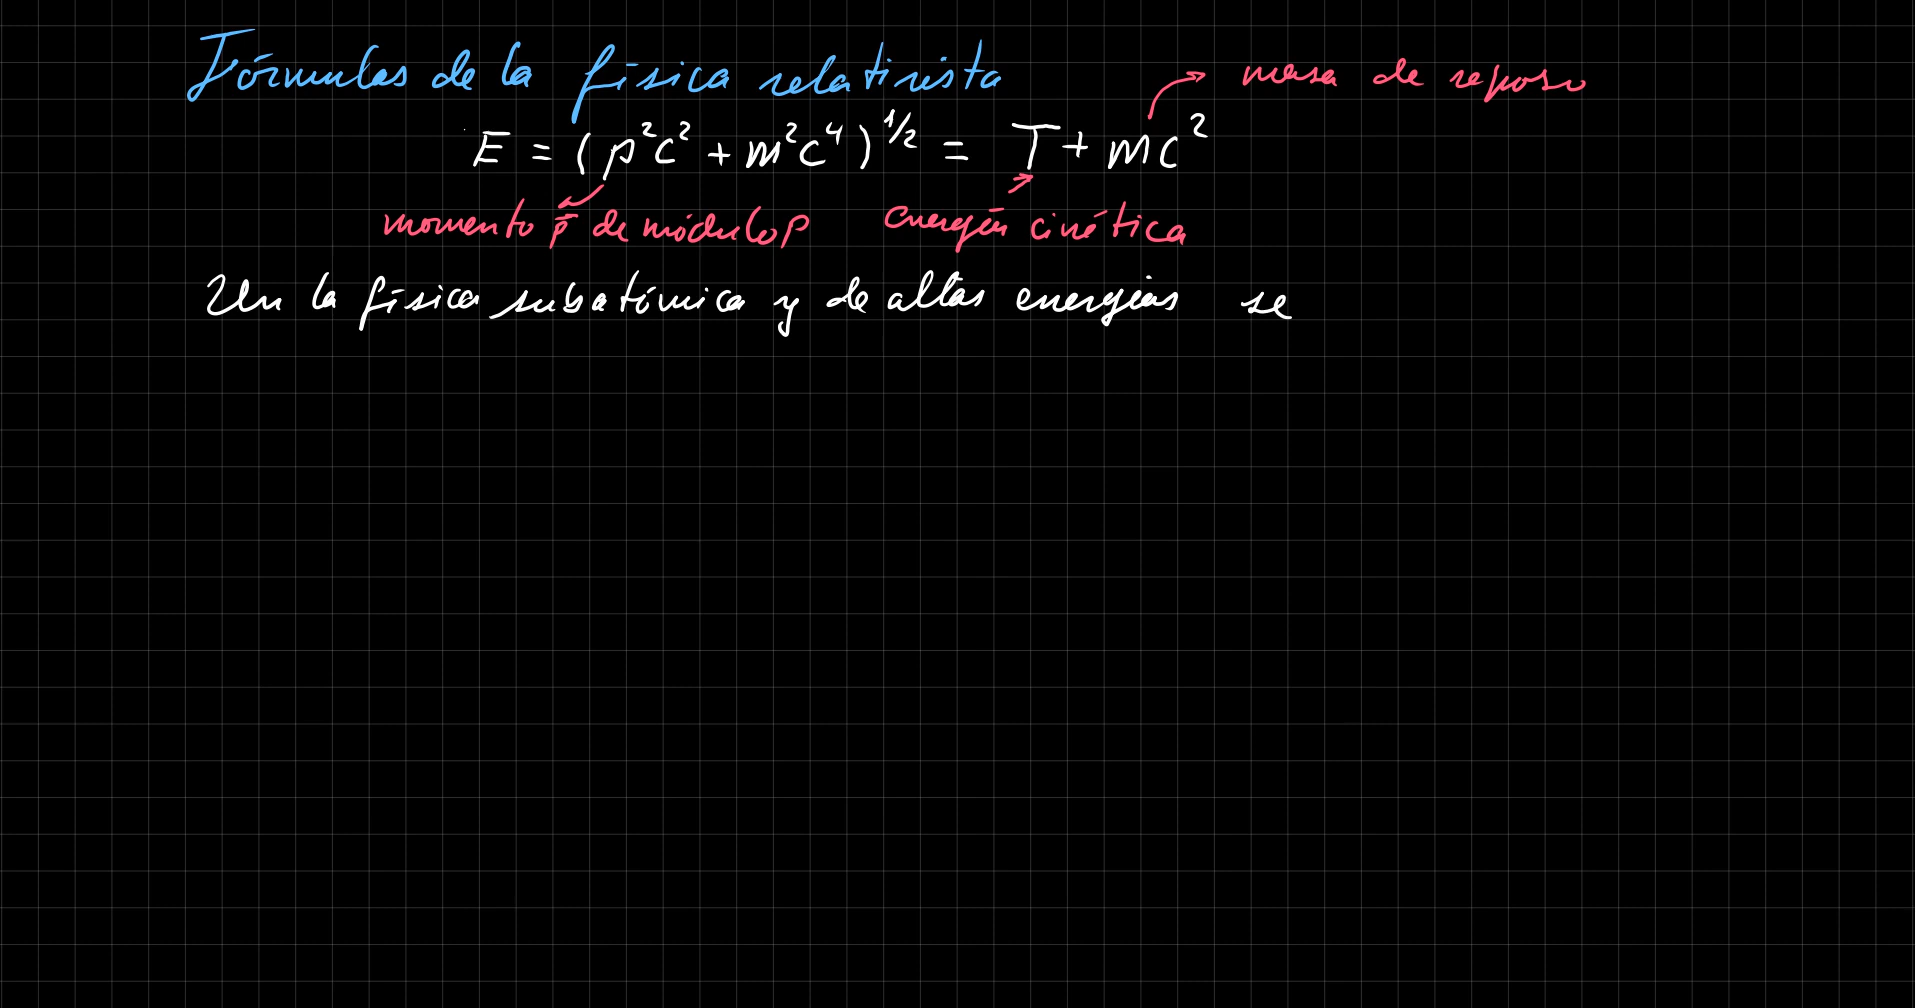 Fórmulas de la física relativista
masa de reposo
E = (p²c² + m²c⁴)^1/2 = T + mc²
momento p⃗ de módulo p energía cinética
En la física subatómica y de altas energías se